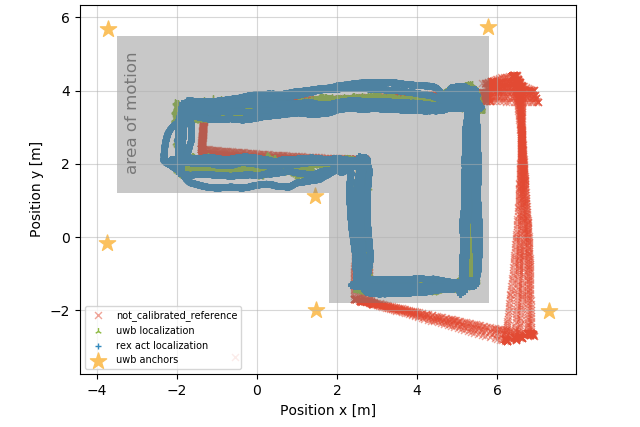 6
4
2
0
−2
Position y [m]
area of motion
not_calibrated_reference
uwb localization
rex act localization
uwb anchors
−4 −2 0 2 4 6
Position x [m]